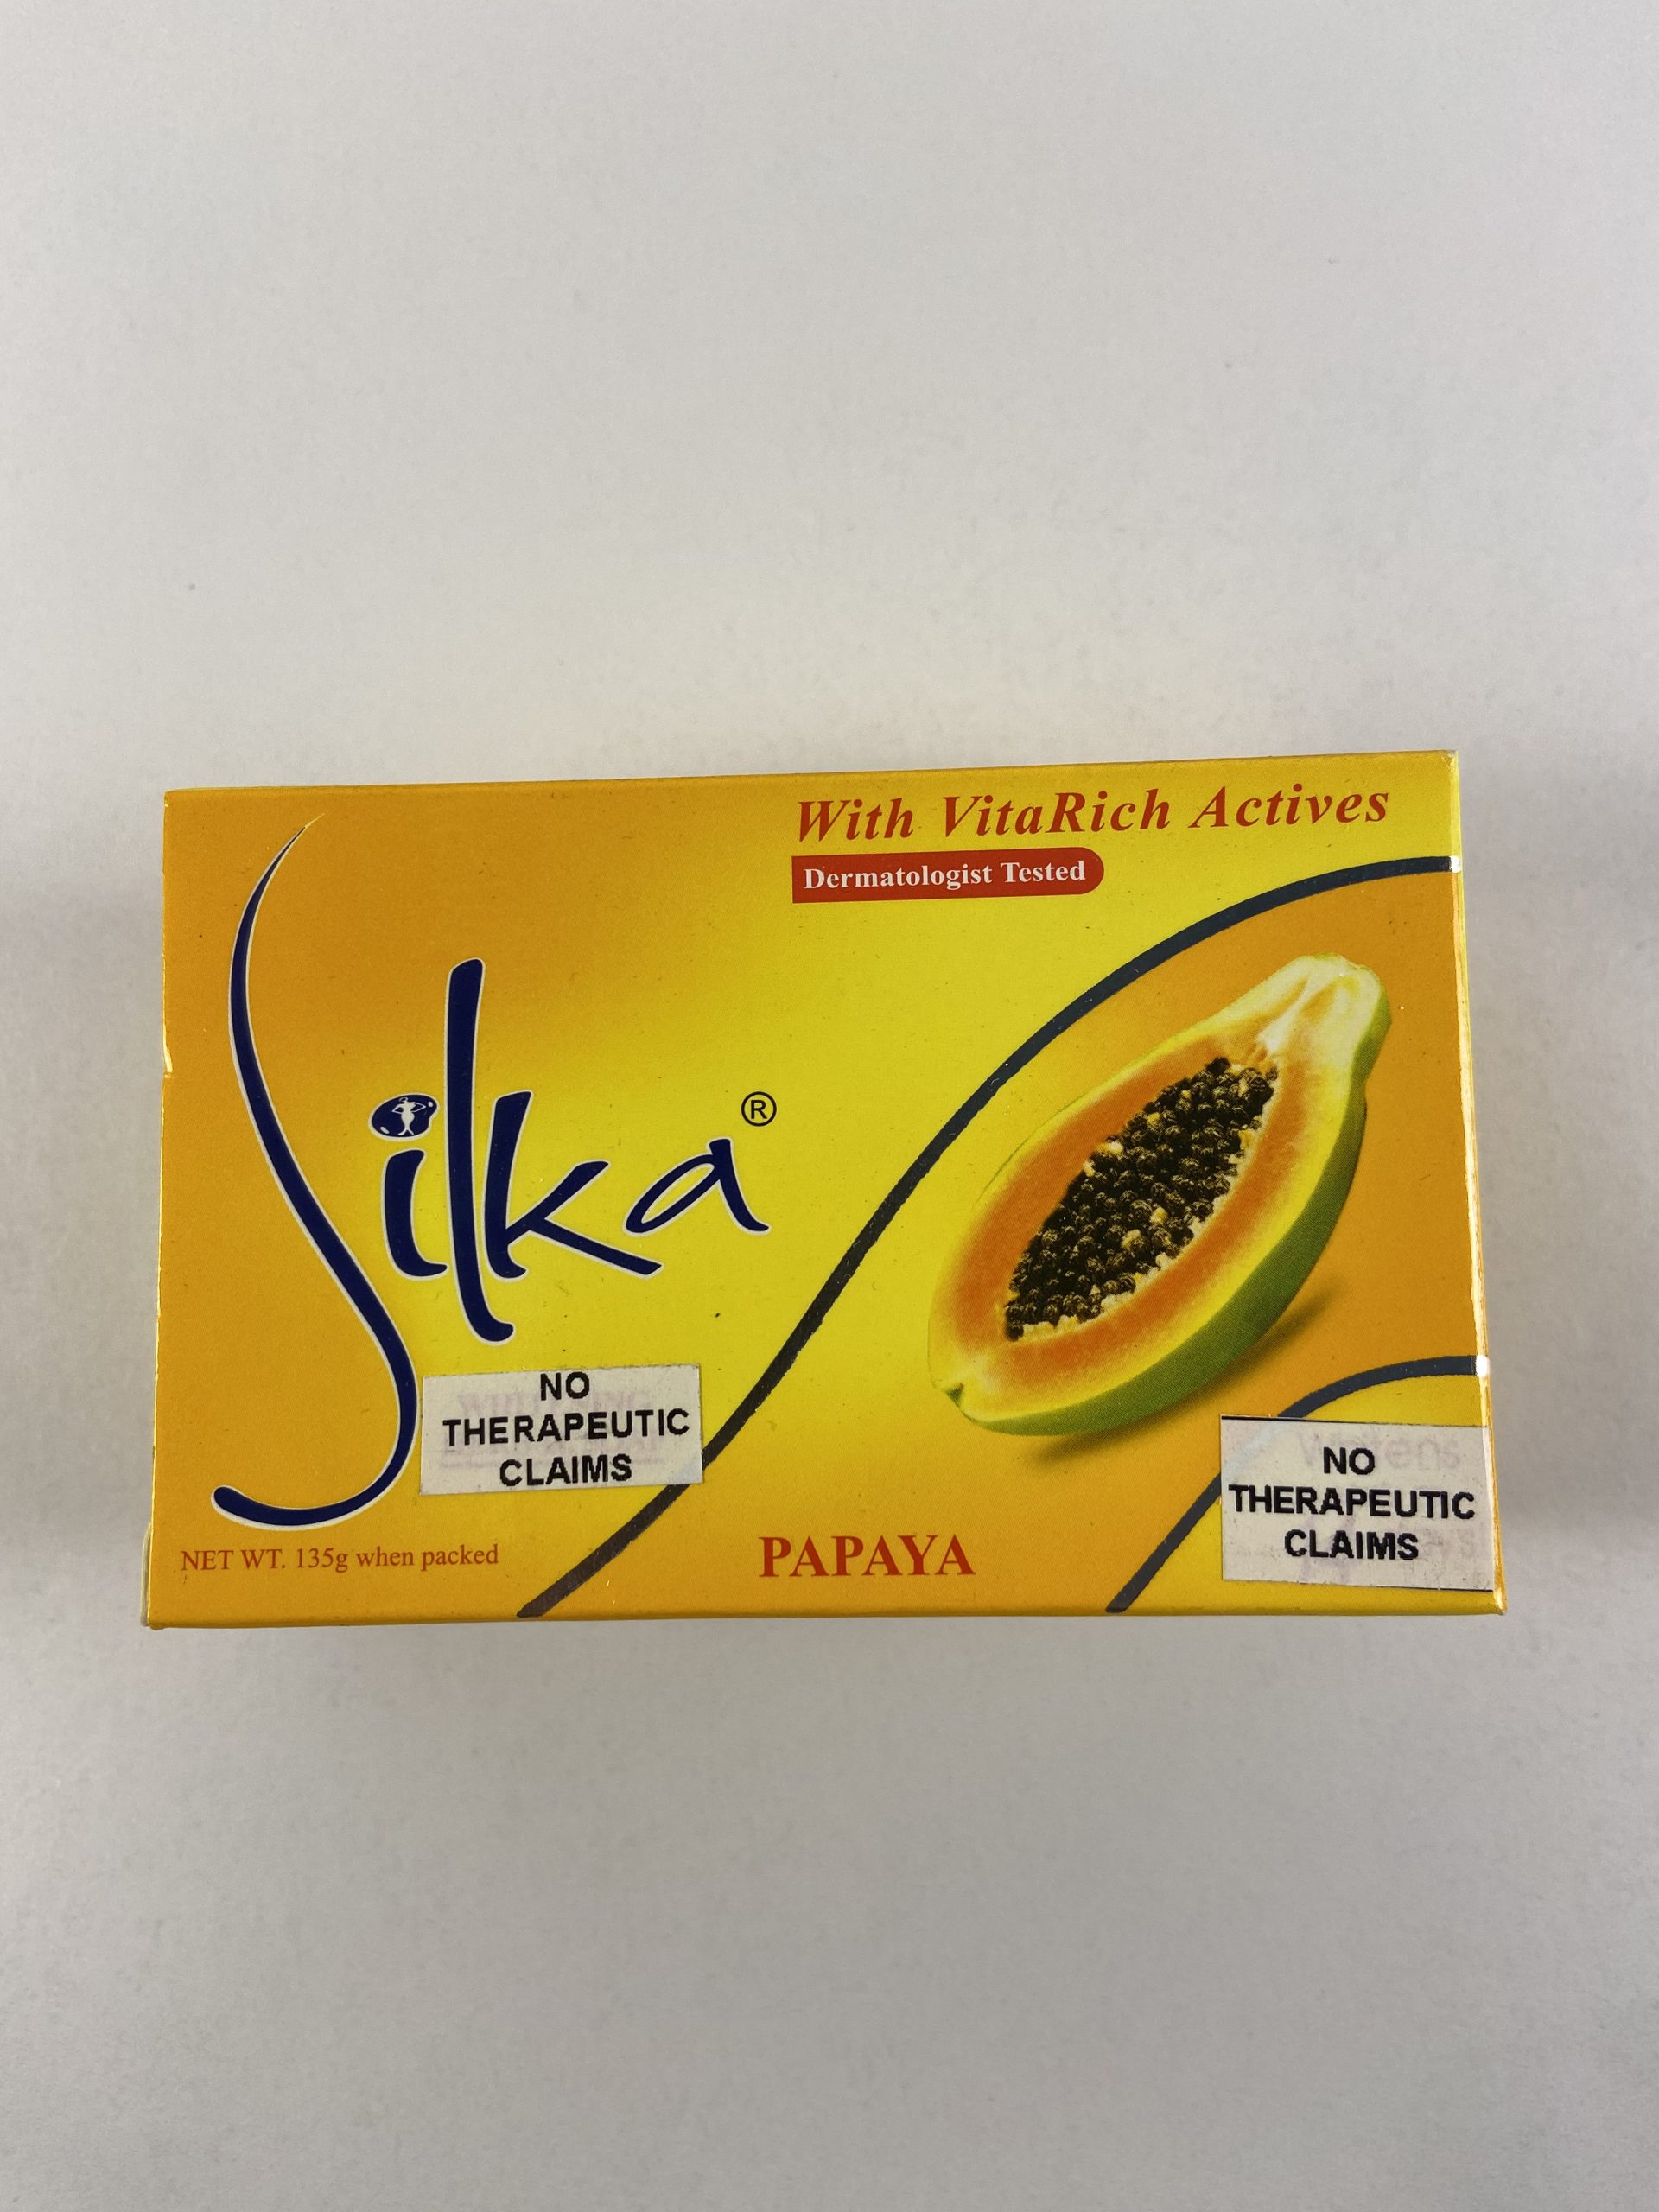 With VitaRich Actives
Dermatologist Tested
Silka®
NO
THERAPEUTIC
CLAIMS
NO
THERAPEUTIC
CLAIMS
NET WT. 135g when packed
PAPAYA